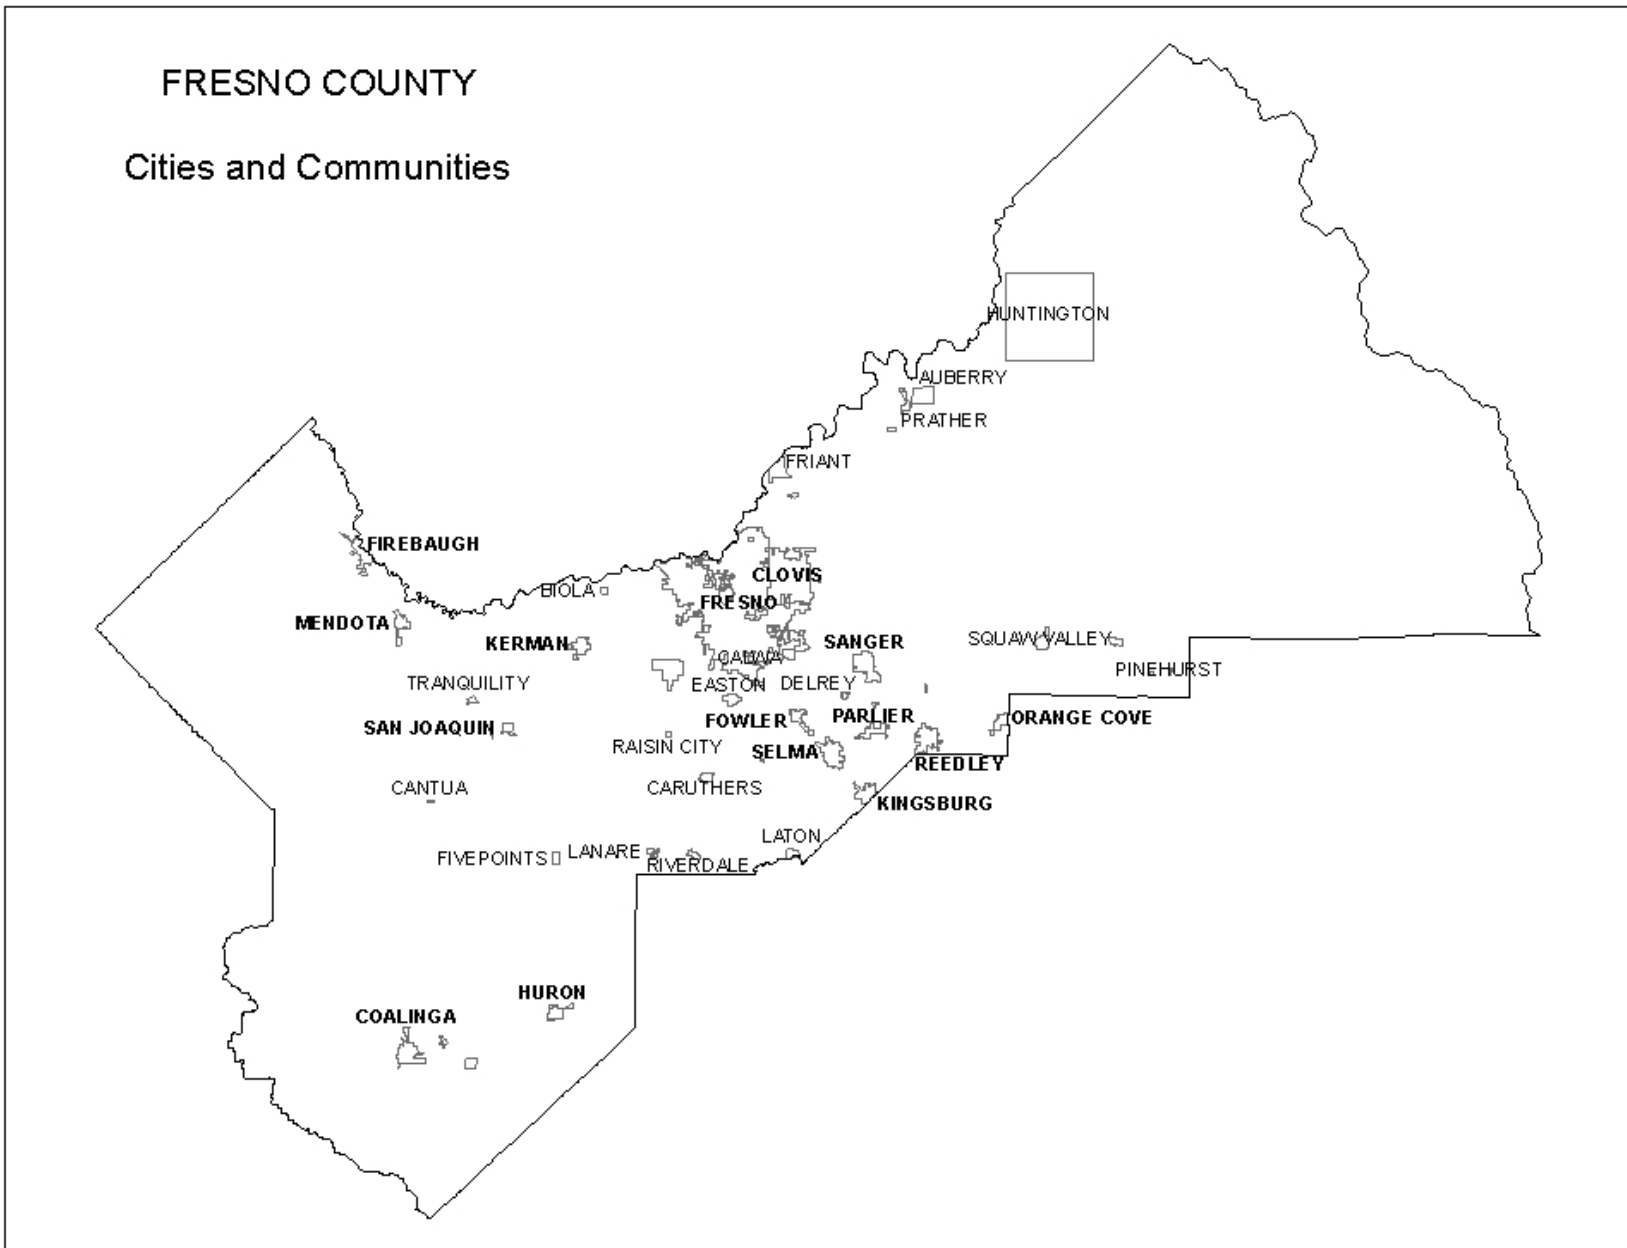 FRESNO COUNTY
Cities and Communities
HUNTINGTON
AUBERRY
PRATHER
FRIANT
FIREBAUGH
CLOVIS
BIOLA
FRESNO
MENDOTA
KERMAN
SANGER
SQUAW VALLEY
CALWA
PINEHURST
TRANQUILITY
EASTON
DELREY
SAN JOAQUIN
FOWLER
PARLIER
ORANGE COVE
RAISIN CITY
SELMA
REEDLEY
CANTUA
CARUTHERS
KINGSBURG
LATON
FIVEPOINTS
LANARE
RIVERDALE
HURON
COALINGA